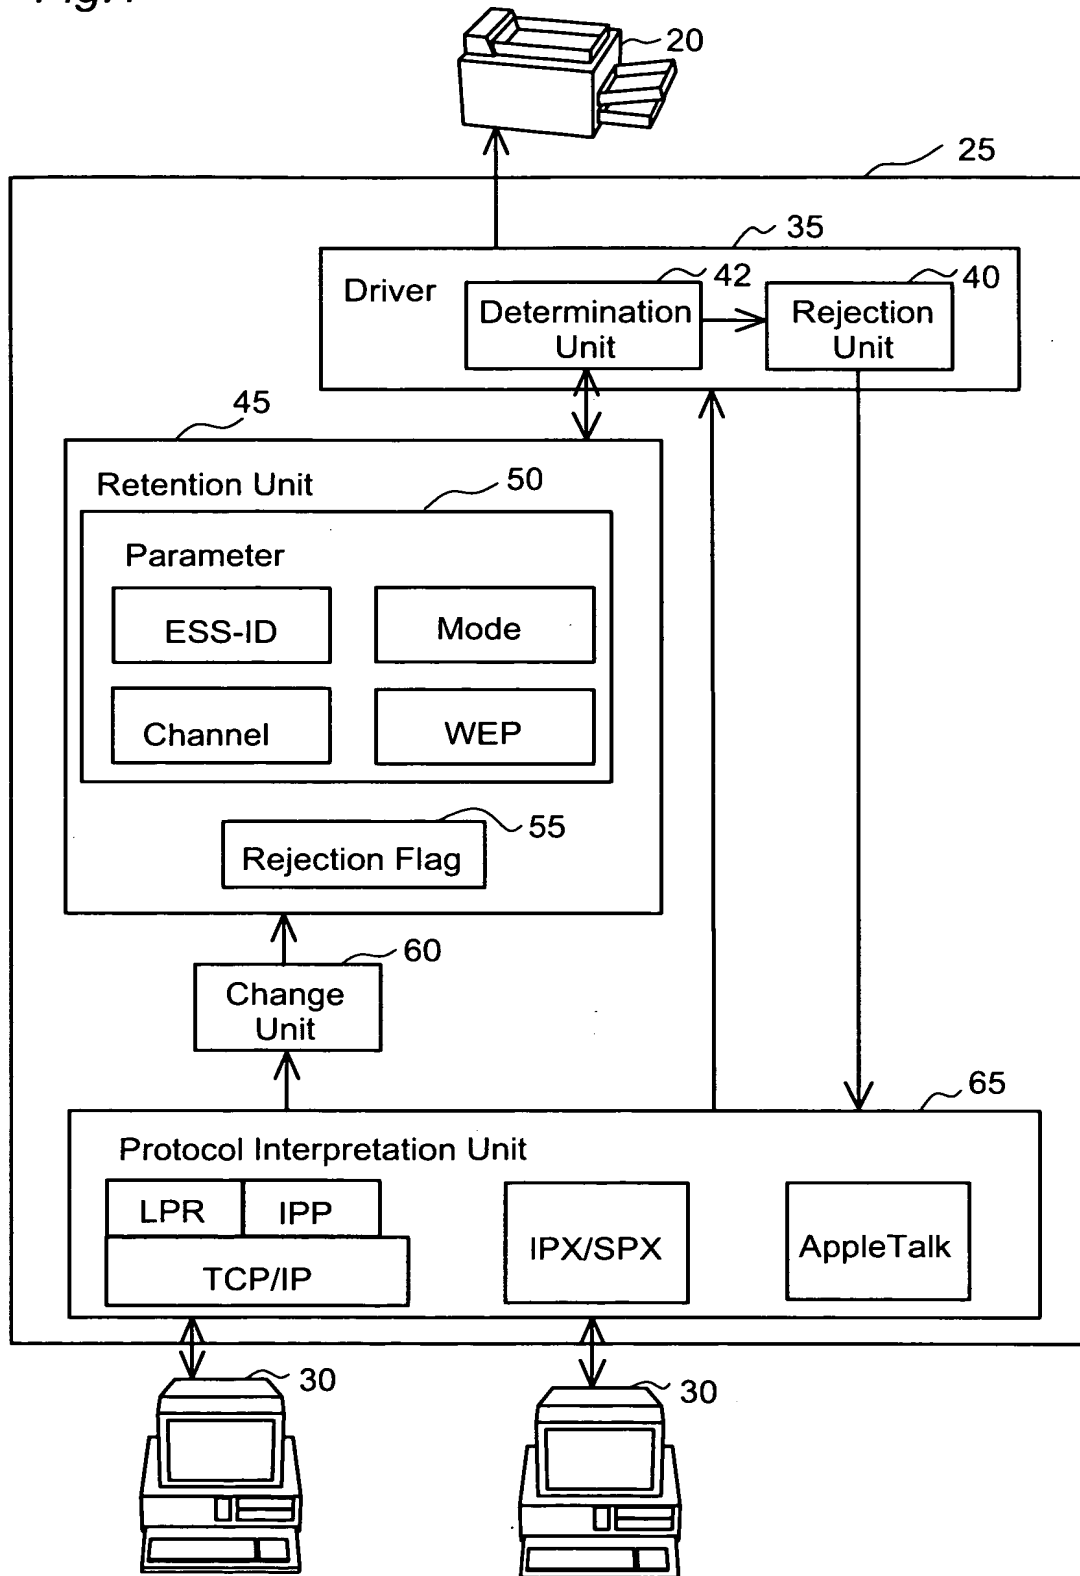 20
25
35
Driver
42
40
Determination
Unit
Rejection
Unit
45
Retention Unit
50
Parameter
ESS-ID
Mode
Channel
WEP
55
Rejection Flag
60
Change
Unit
65
Protocol Interpretation Unit
LPR
IPP
TCP/IP
IPX/SPX
AppleTalk
30
30